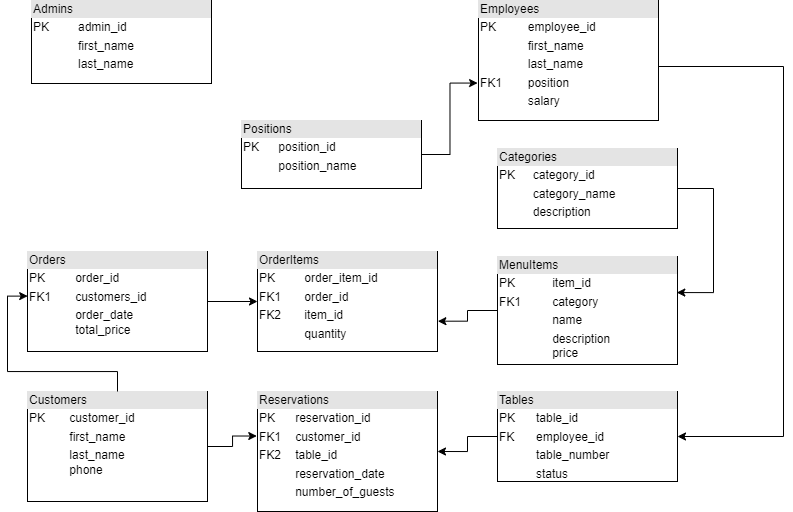 Admins
PK admin_id
first_name
last_name
Employees
PK employee_id
first_name
last_name
FK1 position
salary
Positions
PK position_id
position_name
Categories
PK category_id
category_name
description
Orders
PK order_id
FK1 customers_id
order_date
total_price
OrderItems
PK order_item_id
FK1 order_id
FK2 item_id
quantity
MenuItems
PK item_id
FK1 category
name
description
price
Customers
PK customer_id
first_name
last_name
phone
Reservations
PK reservation_id
FK1 customer_id
FK2 table_id
reservation_date
number_of_guests
Tables
PK table_id
FK employee_id
table_number
status